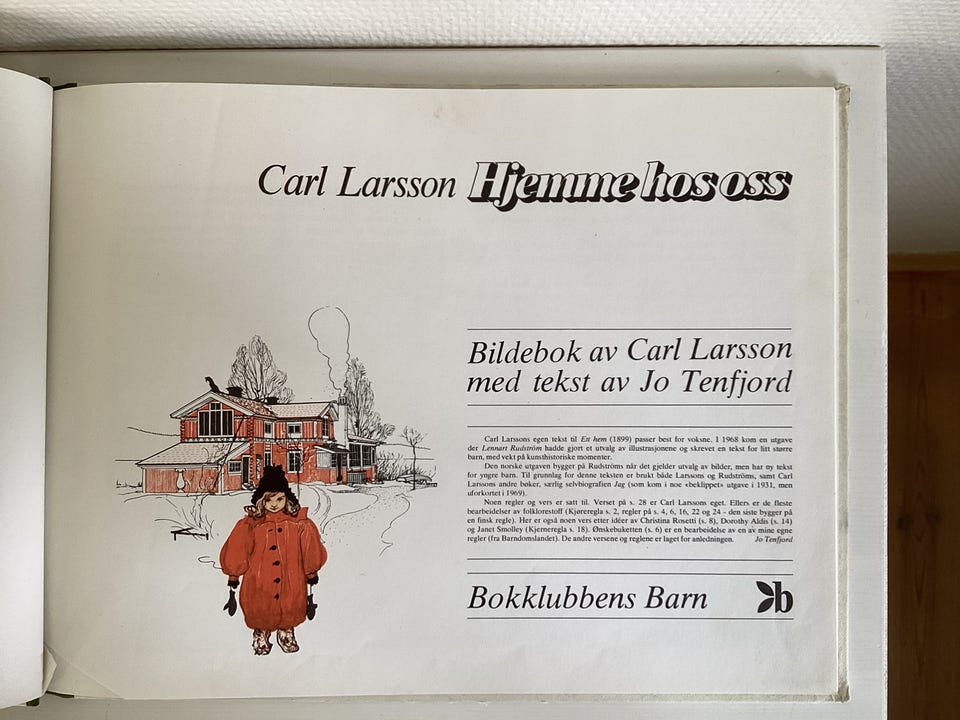 Carl Larsson Hjemme hos oss
Bildebok av Carl Larsson
med tekst av Jo Tenfjord
Carl Larssons egen tekst til Ett hem (1899) passer best for voksne. I 1968 kom en utgave
der Lennart Rudström hadde gjort et utvalg av illustrasjonene og skrevet en tekst for litt større
barn, med vekt på kunsthistoriske momenter.
Den norske utgaven bygger på Rudströms når det gjelder utvalg av bilder, men har ny tekst
for yngre barn. Til grunnlag for denne teksten er brukt både Larssons og Rudströms, samt Carl
Larssons andre bøker, særlig selvbiografien Jag (som kom i noe «beklippet» utgave i 1931, men
uforkortet i 1969).
Noen regler og vers er satt til. Verset på s. 28 er Carl Larssons eget. Ellers er de fleste
bearbeidelser av folklorestoff (Kjøreregla s. 2, regler på s. 4, 6, 16, 22 og 24 - den siste bygger på
en finsk regle). Her er også noen vers etter idéer av Christina Rosetti (s. 8), Dorothy Aldis (s. 14)
og Janet Smolley (Kjerneregla s. 18). Ønskebuketten (s. 6) er en bearbeidelse av en av mine egne
regler (fra Barndomslandet). De andre versene og reglene er laget for anledningen. Jo Tenfjord
Bokklubbens Barn b